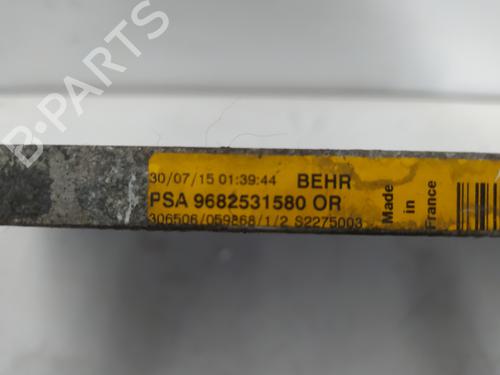 B-PARTS
30/07/15 01:39:44 BEHR
PSA 9682531580 OR
306506/059868/1/2 S2275003
Made
in
France